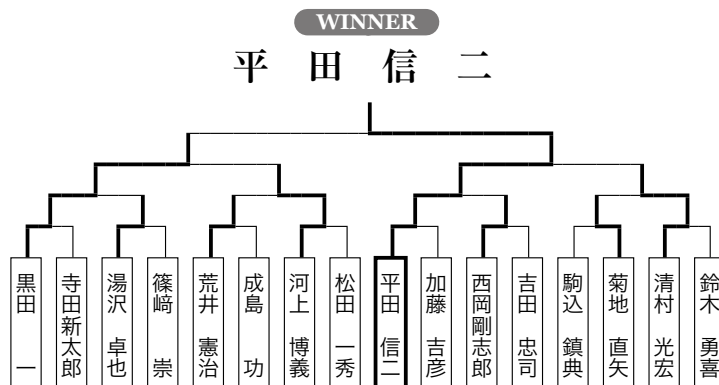 WINNER
平田信二
黒田 一
寺田新太郎
湯沢 卓也
篠﨑 崇
荒井 憲治
成島 功
河上 博義
松田 一秀
平田 信二
加藤 吉彦
西岡剛志郎
吉田 忠司
駒込 鎮典
菊地 直矢
清村 光宏
鈴木 勇喜